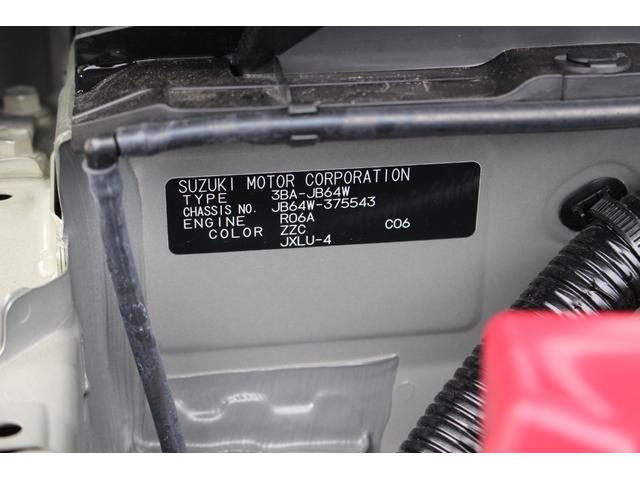 SUZUKI MOTOR CORPORATION
TYPE 3BA-JB64W
CHASSIS NO. JB64W-375543
ENGINE R06A C06
COLOR ZZC
JXLU-4